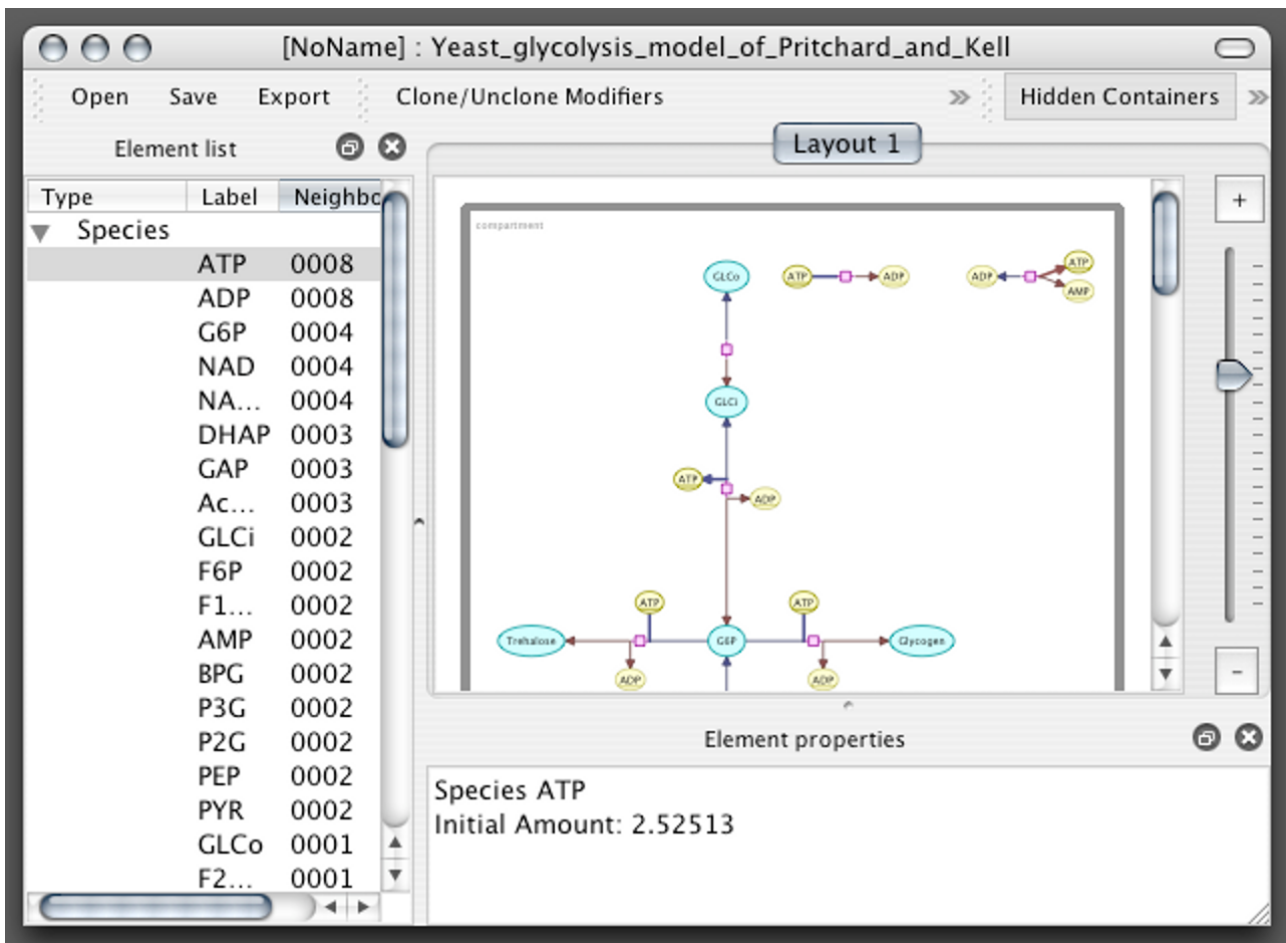 [NoName] : Yeast_glycolysis_model_of_Pritchard_and_Kell
Open Save Export Clone/Unclone Modifiers » Hidden Containers »
Element list
Type Label Neighbo
Species
ATP 0008
ADP 0008
G6P 0004
NAD 0004
NA... 0004
DHAP 0003
GAP 0003
Ac... 0003
GLCi 0002
F6P 0002
F1... 0002
AMP 0002
BPG 0002
P3G 0002
P2G 0002
PEP 0002
PYR 0002
GLCo 0001
F2... 0001
Layout 1
+
compartment
GLCo ATP ADP ADP ATP
AMP
GLCi
ATP
ADP
ATP ATP
Trehalose G6P Glycogen
ADP ADP
-
Element properties
Species ATP
Initial Amount: 2.52513